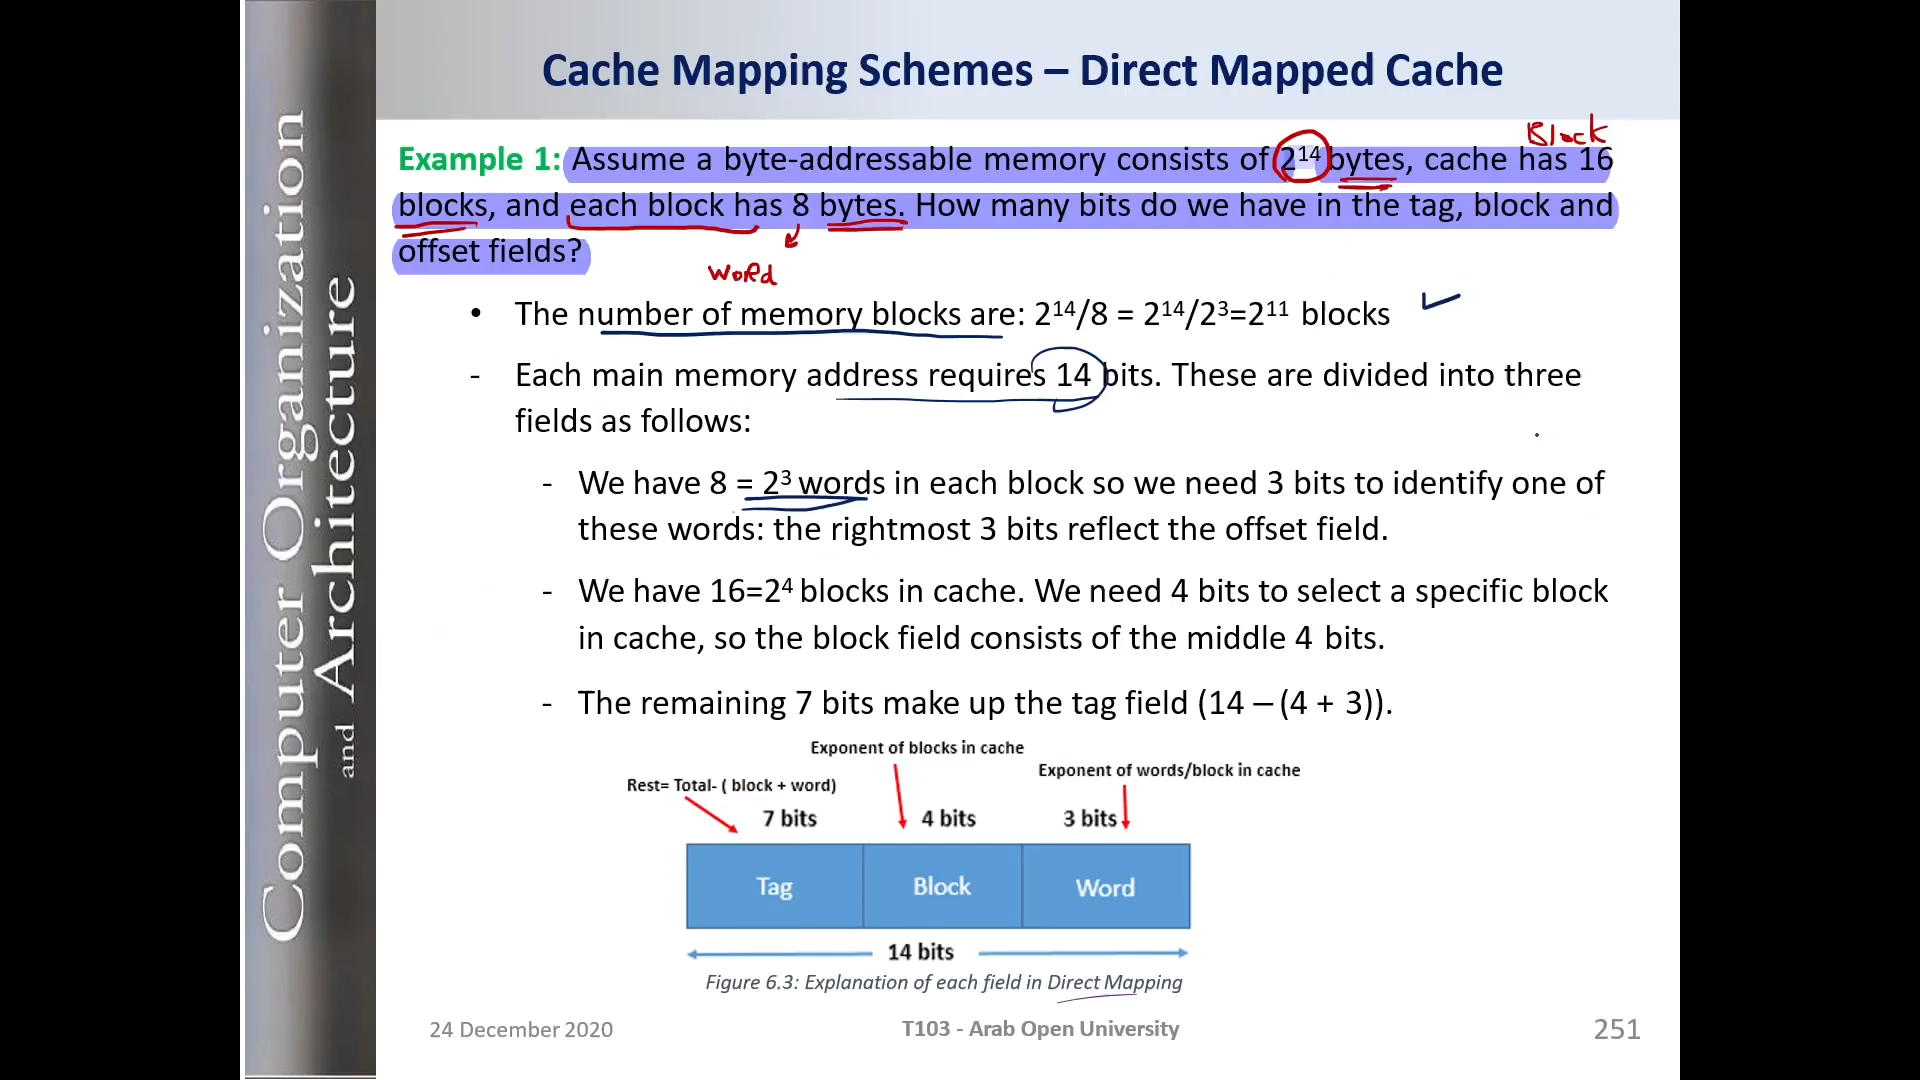 Computer Organization
and Architecture
Cache Mapping Schemes – Direct Mapped Cache
Block
Example 1: Assume a byte-addressable memory consists of 2¹⁴ bytes, cache has 16
blocks, and each block has 8 bytes. How many bits do we have in the tag, block and
offset fields?
word
• The number of memory blocks are: 2¹⁴/8 = 2¹⁴/2³=2¹¹ blocks
- Each main memory address requires 14 bits. These are divided into three
fields as follows:
- We have 8 = 2³ words in each block so we need 3 bits to identify one of
these words: the rightmost 3 bits reflect the offset field.
- We have 16=2⁴ blocks in cache. We need 4 bits to select a specific block
in cache, so the block field consists of the middle 4 bits.
- The remaining 7 bits make up the tag field (14 – (4 + 3)).
Exponent of blocks in cache
Exponent of words/block in cache
Rest= Total- ( block + word)
7 bits 4 bits 3 bits
Tag Block Word
14 bits
Figure 6.3: Explanation of each field in Direct Mapping
24 December 2020 T103 - Arab Open University 251